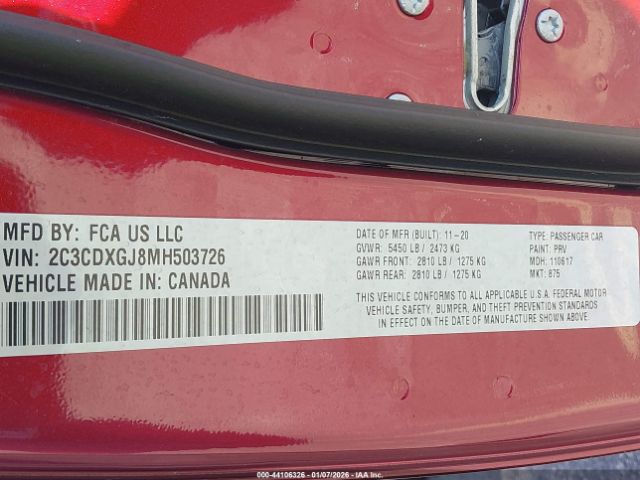 MFD BY: FCA US LLC
VIN: 2C3CDXGJ8MH503726
VEHICLE MADE IN: CANADA
DATE OF MFR (BUILT): 11-20
GVWR: 5450 LB / 2473 KG
GAWR FRONT: 2810 LB / 1275 KG
GAWR REAR: 2810 LB / 1275 KG
TYPE: PASSENGER CAR
PAINT: PRV
MDH: 110617
MKT: 875
THIS VEHICLE CONFORMS TO ALL APPLICABLE U.S.A. FEDERAL MOTOR
VEHICLE SAFETY, BUMPER, AND THEFT PREVENTION STANDARDS
IN EFFECT ON THE DATE OF MANUFACTURE SHOWN ABOVE.
000-44106326 - 01/07/2026 - IAA Inc.